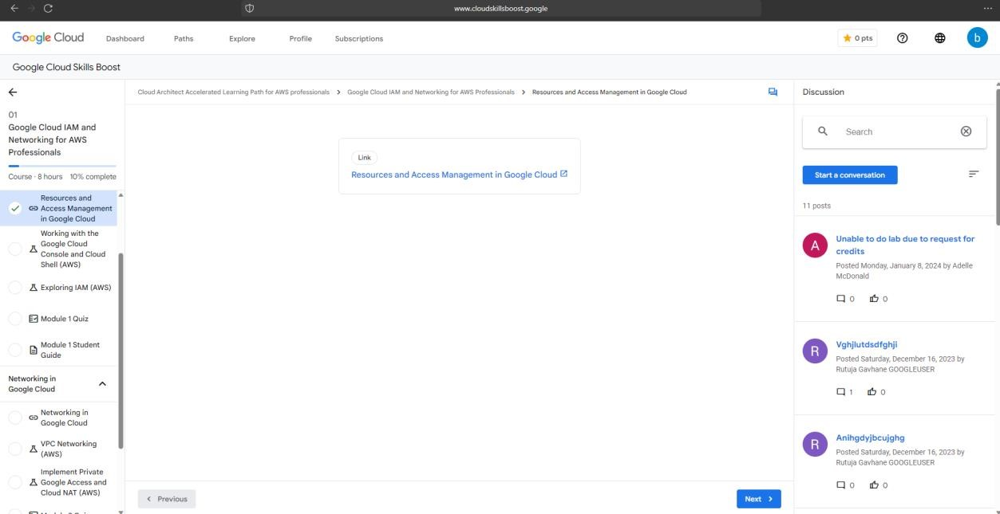 www.cloudskillsboost.google
Google Cloud
Dashboard
Paths
Explore
Profile
Subscriptions
0 pts
b
Google Cloud Skills Boost
01
Google Cloud IAM and
Networking for AWS
Professionals
Course · 8 hours 10% complete
Resources and
Access Management
in Google Cloud
Working with the
Google Cloud
Console and Cloud
Shell (AWS)
Exploring IAM (AWS)
Module 1 Quiz
Module 1 Student
Guide
Networking in
Google Cloud
Networking in
Google Cloud
VPC Networking
(AWS)
Implement Private
Google Access and
Cloud NAT (AWS)
Cloud Architect Accelerated Learning Path for AWS professionals > Google Cloud IAM and Networking for AWS Professionals > Resources and Access Management in Google Cloud
Link
Resources and Access Management in Google Cloud
Previous
Next
Discussion
Search
Start a conversation
11 posts
A
Unable to do lab due to request for
credits
Posted Monday, January 8, 2024 by Adelle
McDonald
0 0
R
Vghjlutdsdfghji
Posted Saturday, December 16, 2023 by
Rutuja Gavhane GOOGLEUSER
1 0
R
Anihgdyjbcujghg
Posted Saturday, December 16, 2023 by
Rutuja Gavhane GOOGLEUSER
0 0